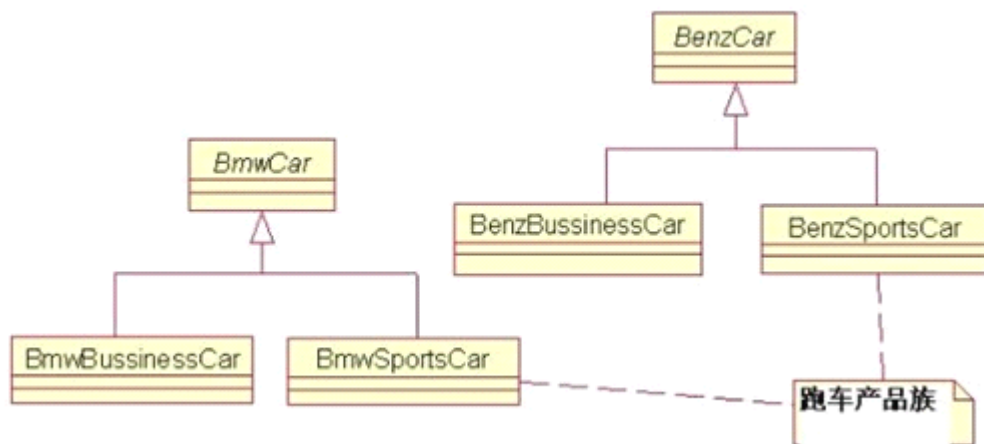 BenzCar
BmwCar
BenzBussinessCar
BenzSportsCar
BmwBussinessCar
BmwSportsCar
跑车产品族